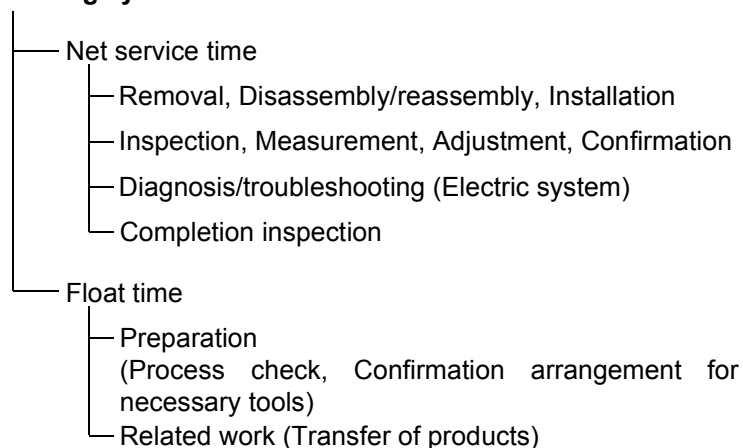 Net service time
Removal, Disassembly/reassembly, Installation
Inspection, Measurement, Adjustment, Confirmation
Diagnosis/troubleshooting (Electric system)
Completion inspection
Float time
Preparation
(Process check, Confirmation arrangement for
necessary tools)
Related work (Transfer of products)